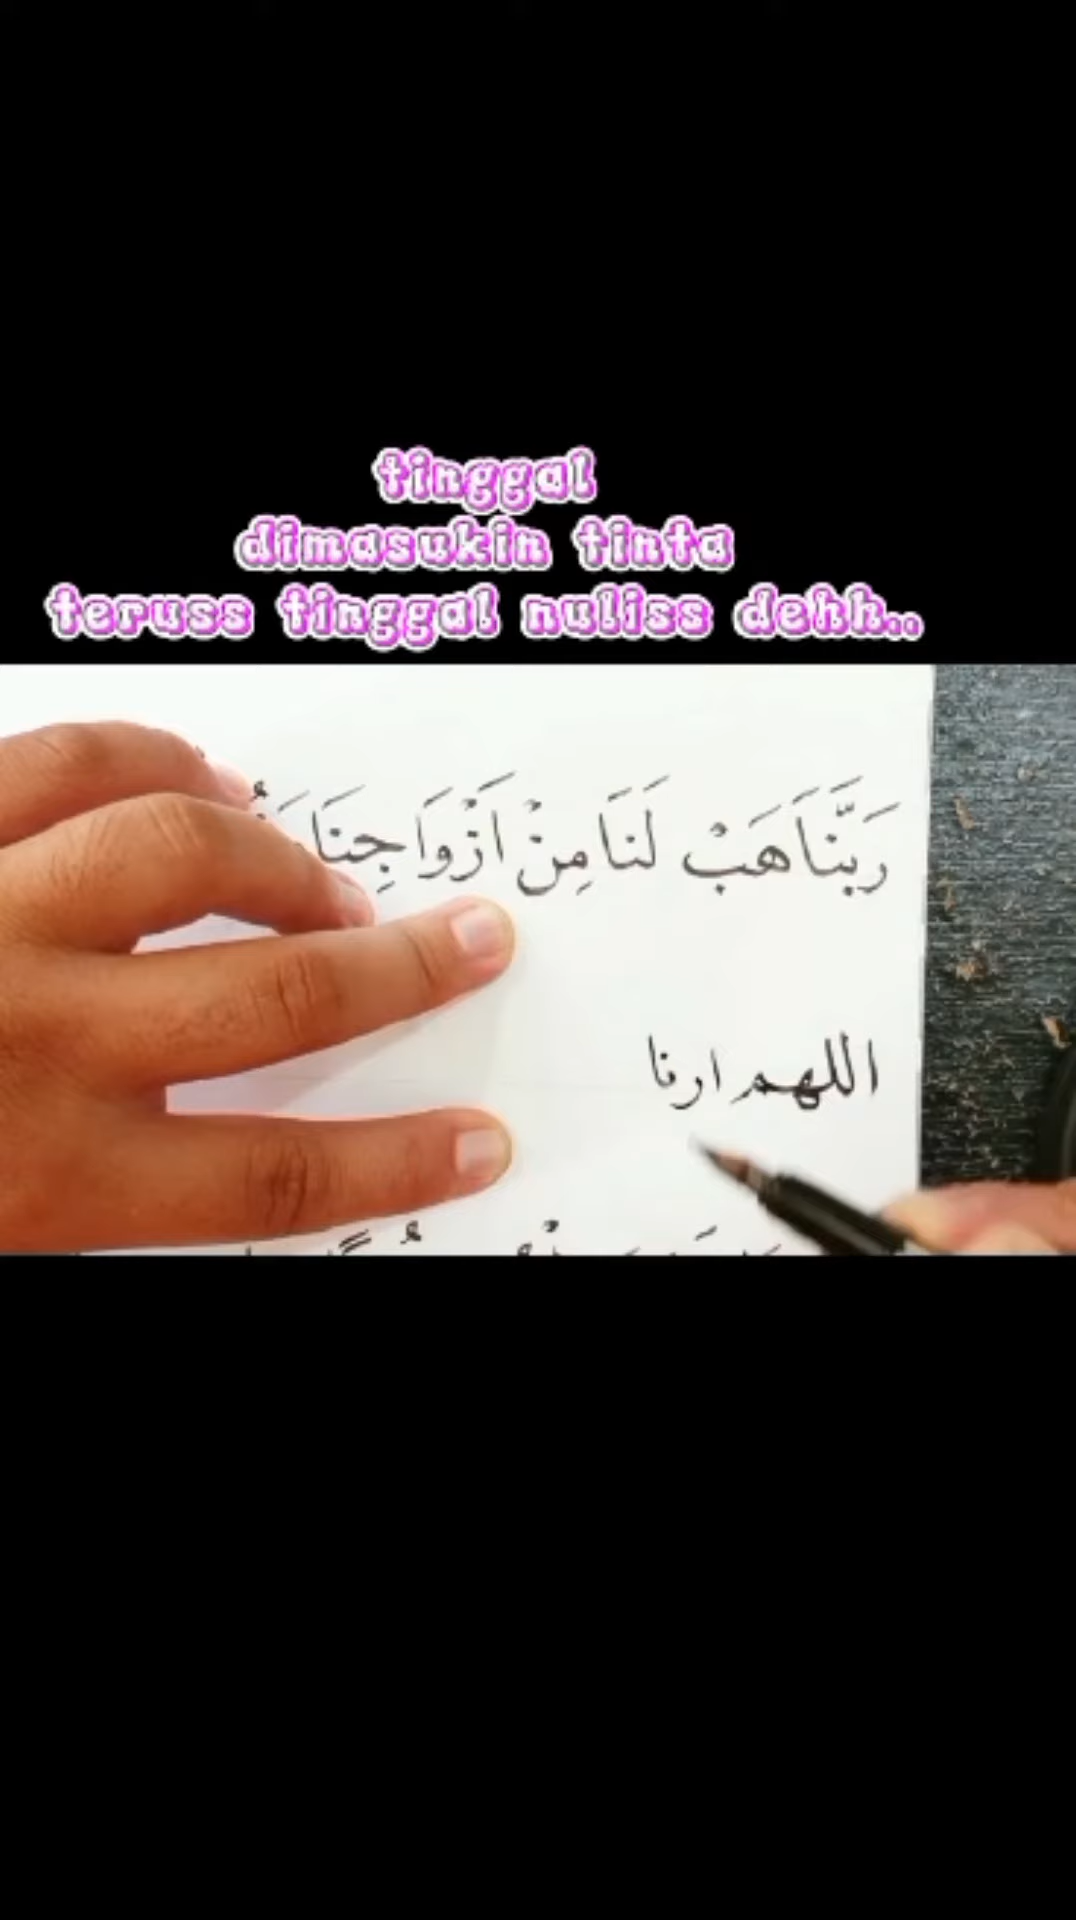 tinggal
dimasukin tinta
teruss tinggal nuliss dehh..
رَبَّنَا هَبْ لَنَا مِنْ اَزْوَاجِنَا
اللهم ارنا